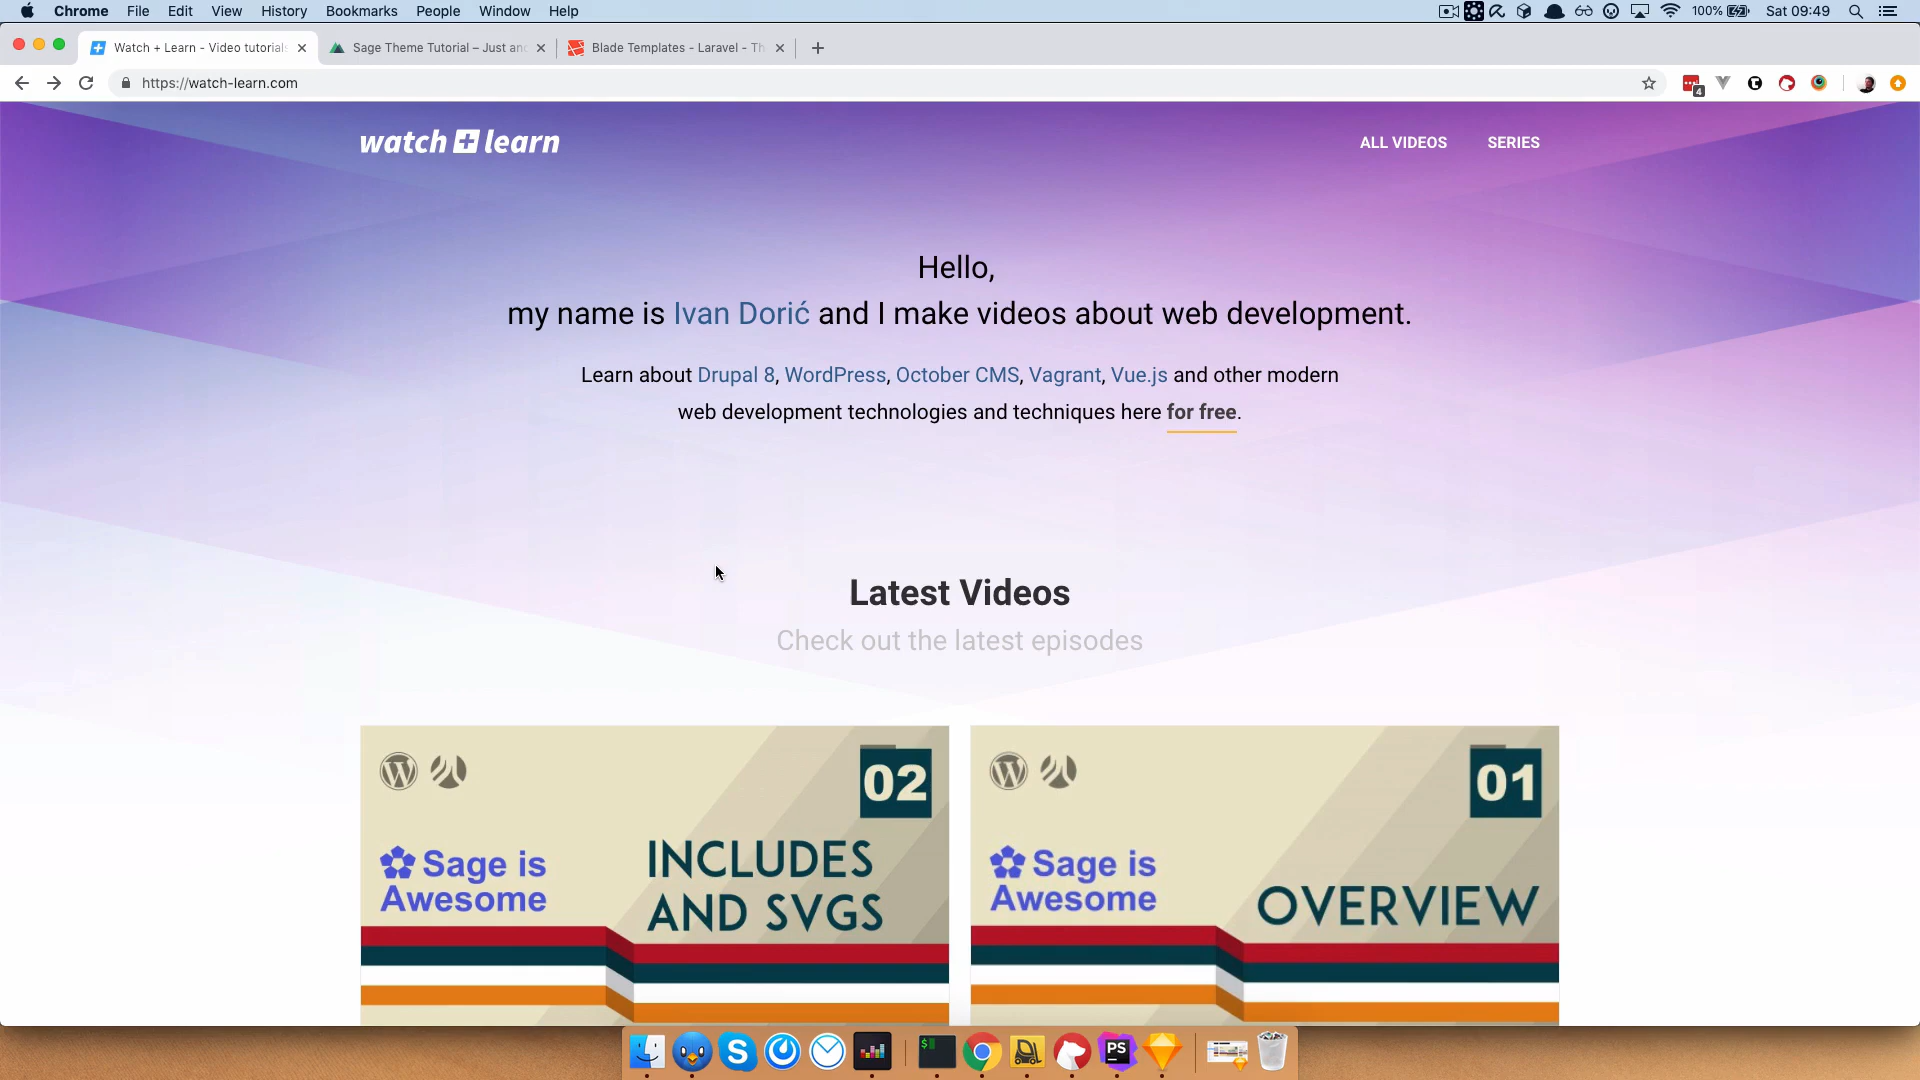 Chrome File Edit View History Bookmarks People Window Help 100% Sat 09:49
Watch + Learn - Video tutorials Sage Theme Tutorial – Just and Blade Templates - Laravel - Th
https://watch-learn.com 4
watch + learn ALL VIDEOS SERIES
Hello,
my name is Ivan Dorić and I make videos about web development.
Learn about Drupal 8, WordPress, October CMS, Vagrant, Vue.js and other modern
web development technologies and techniques here for free.
Latest Videos
Check out the latest episodes
02
Sage is
Awesome
INCLUDES
AND SVGS
01
Sage is
Awesome
OVERVIEW
$
PS